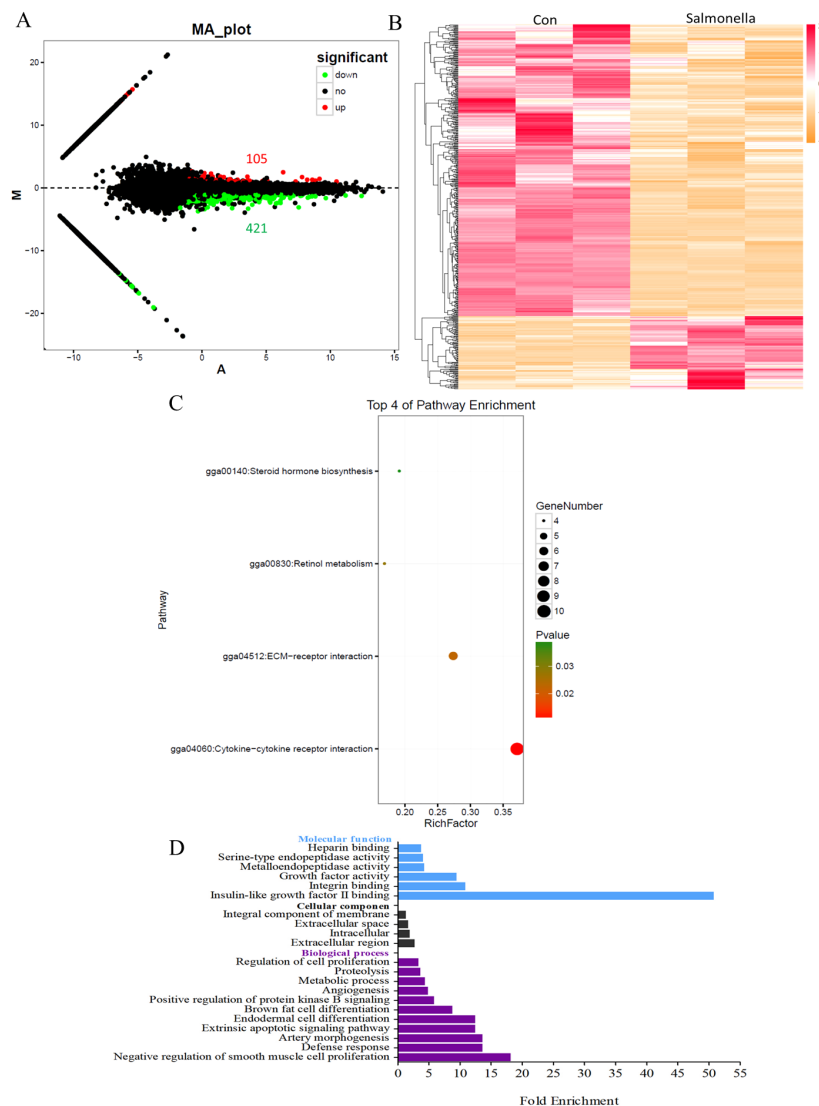 A
MA_plot
significant
down
no
up
20
10
0
−10
−20
M
105
421
−10
−5
0
5
10
15
A
B
Con
Salmonella
C
Top 4 of Pathway Enrichment
gga00140:Steroid hormone biosynthesis
gga00830:Retinol metabolism
gga04512:ECM−receptor interaction
gga04060:Cytokine−cytokine receptor interaction
Pathway
0.20
0.25
0.30
0.35
RichFactor
GeneNumber
4
5
6
7
8
9
10
Pvalue
0.03
0.02
D
Molecular function
Heparin binding
Serine-type endopeptidase activity
Metalloendopeptidase activity
Growth factor activity
Integrin binding
Insulin-like growth factor II binding
Cellular componen
Integral component of membrane
Extracellular space
Intracellular
Extracellular region
Biological process
Regulation of cell proliferation
Proteolysis
Metabolic process
Angiogenesis
Positive regulation of protein kinase B signaling
Brown fat cell differentiation
Endodermal cell differentiation
Extrinsic apoptotic signaling pathway
Artery morphogenesis
Defense response
Negative regulation of smooth muscle cell proliferation
0 5 10 15 20 25 30 35 40 45 50 55
Fold Enrichment